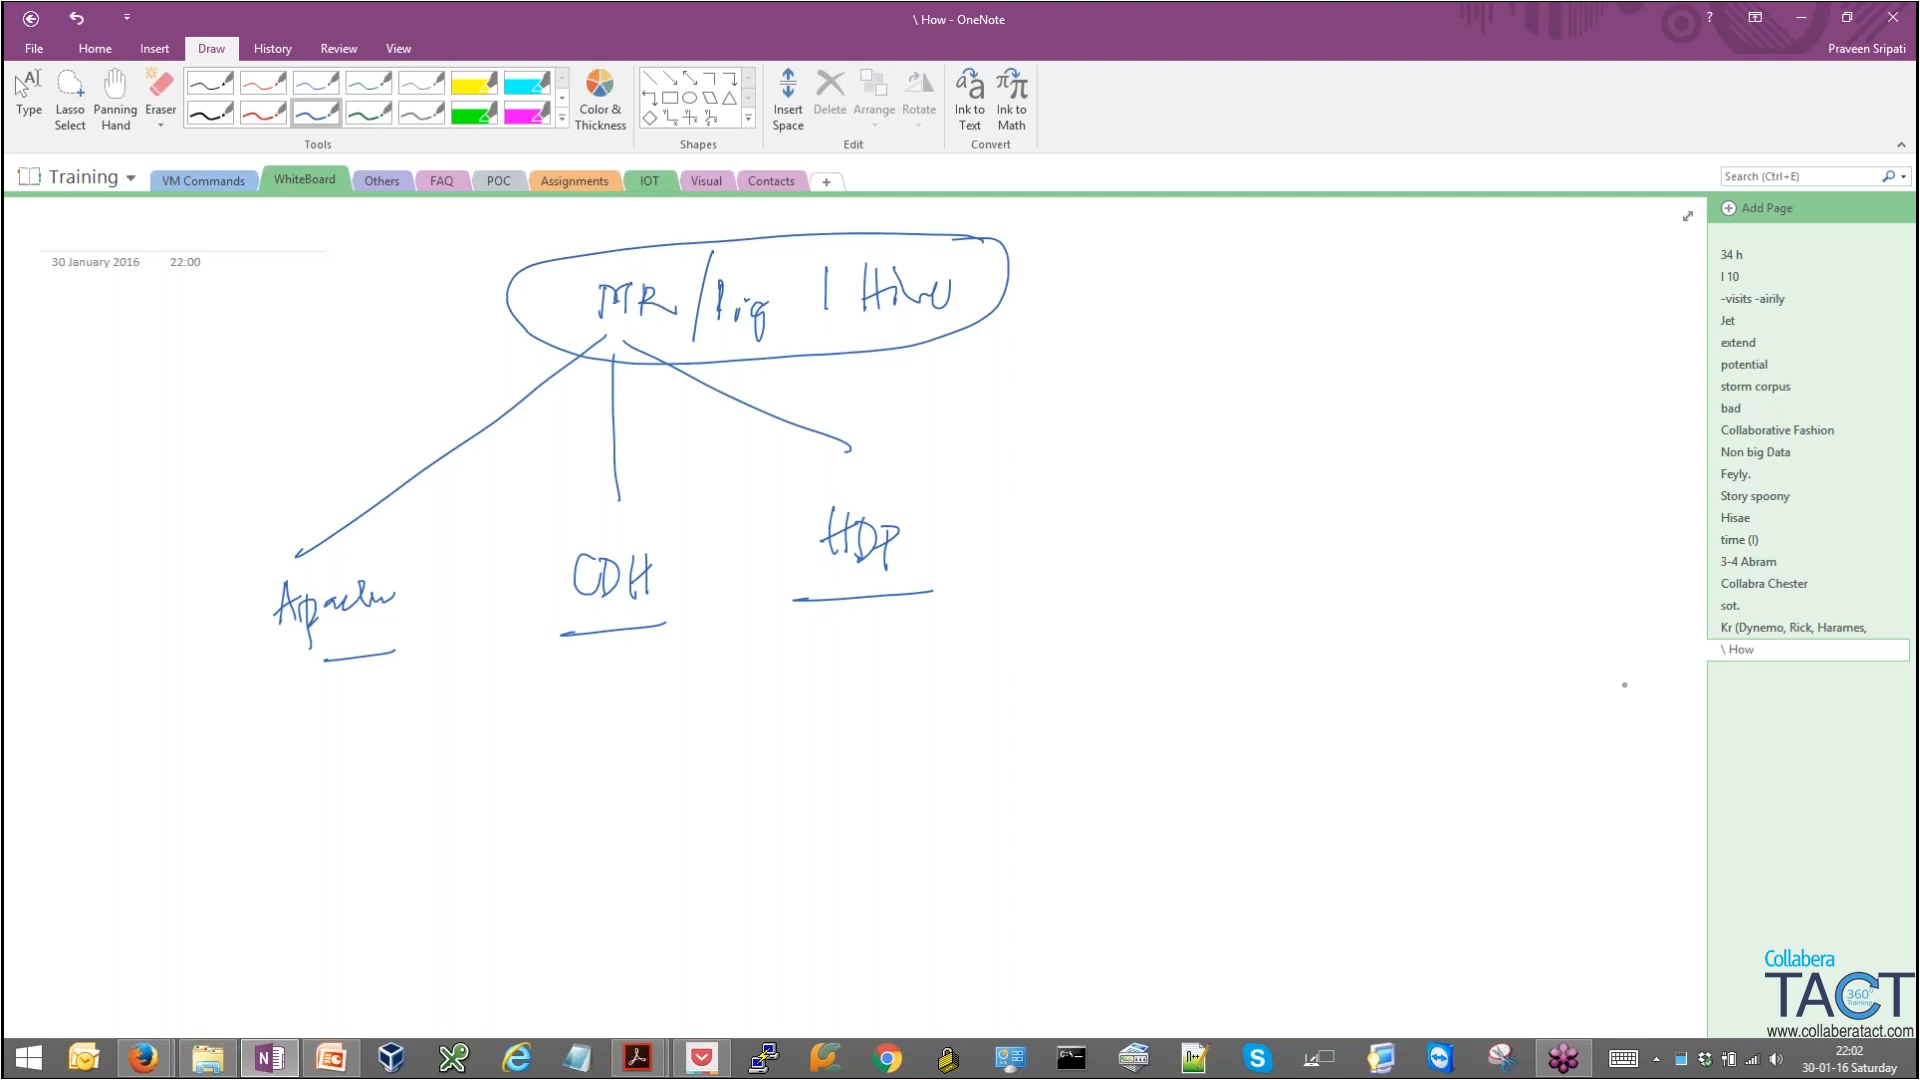 \ How - OneNote
?
File Home Insert Draw History Review View
Praveen Sripati
Type
Lasso Select
Panning Hand
Eraser
Color & Thickness
Insert Space
Delete
Arrange
Rotate
Ink to Text
Ink to Math
Tools
Shapes
Edit
Convert
Training
VM Commands WhiteBoard Others FAQ POC Assignments IOT Visual Contacts +
Search (Ctrl+E)
Add Page
30 January 2016 22:00
MR / Pig | Hive
Apache
CDH
HDP
34 h
I 10
-visits -airily
Jet
extend
potential
storm corpus
bad
Collaborative Fashion
Non big Data
Feyly.
Story spoony
Hisae
time (I)
3-4 Abram
Collabra Chester
sot.
Kr (Dynemo, Rick, Harames,
\ How
Collabera
TACT
360°
Training
www.collaberatact.com
22:02
30-01-16 Saturday